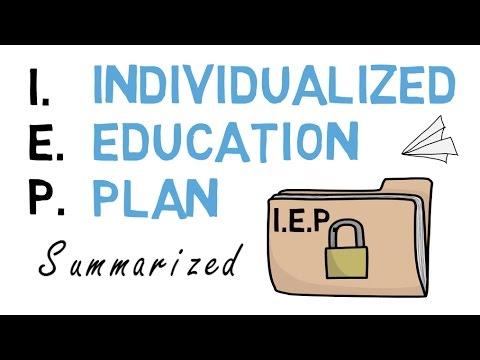 I. INDIVIDUALIZED
E. EDUCATION
P. PLAN
I.E.P
Summarized